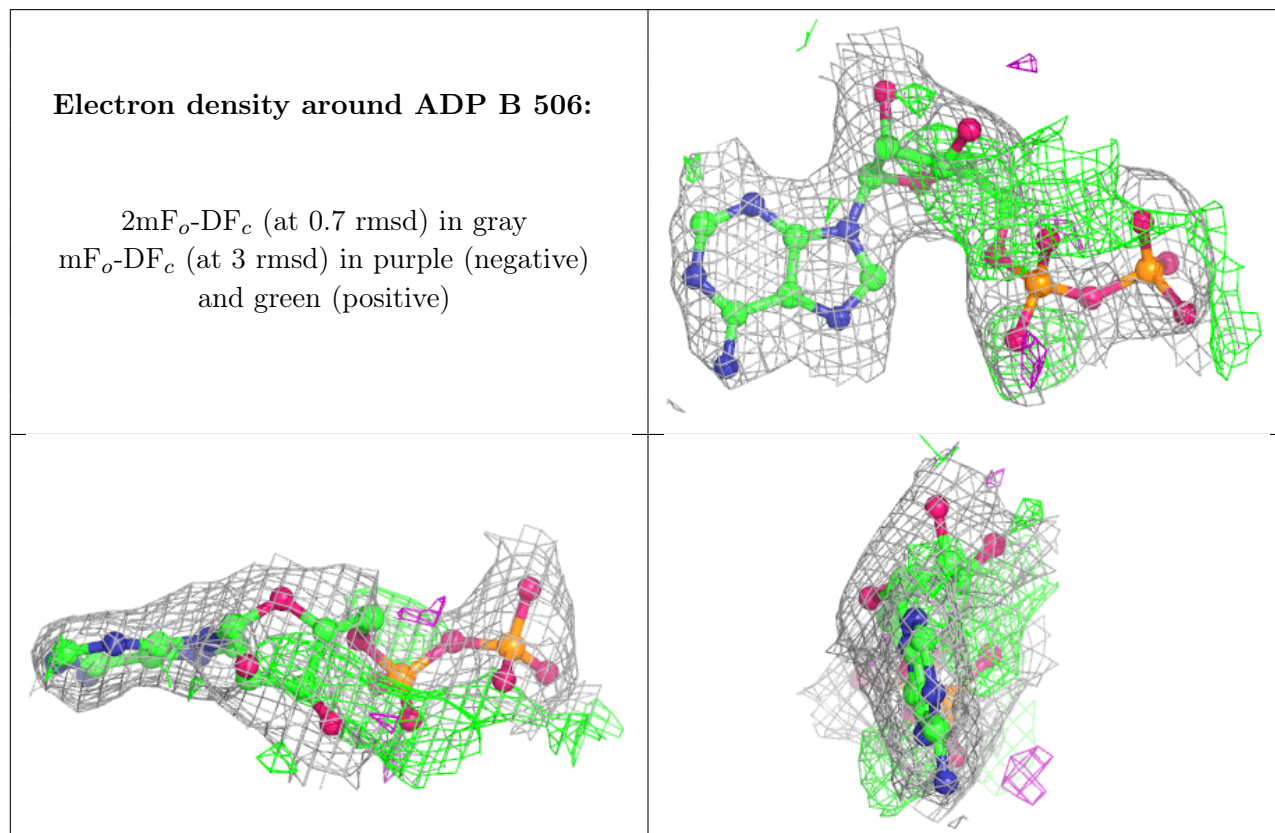 Electron density around ADP B 506:
2mFo-DFc (at 0.7 rmsd) in gray
mFo-DFc (at 3 rmsd) in purple (negative)
and green (positive)